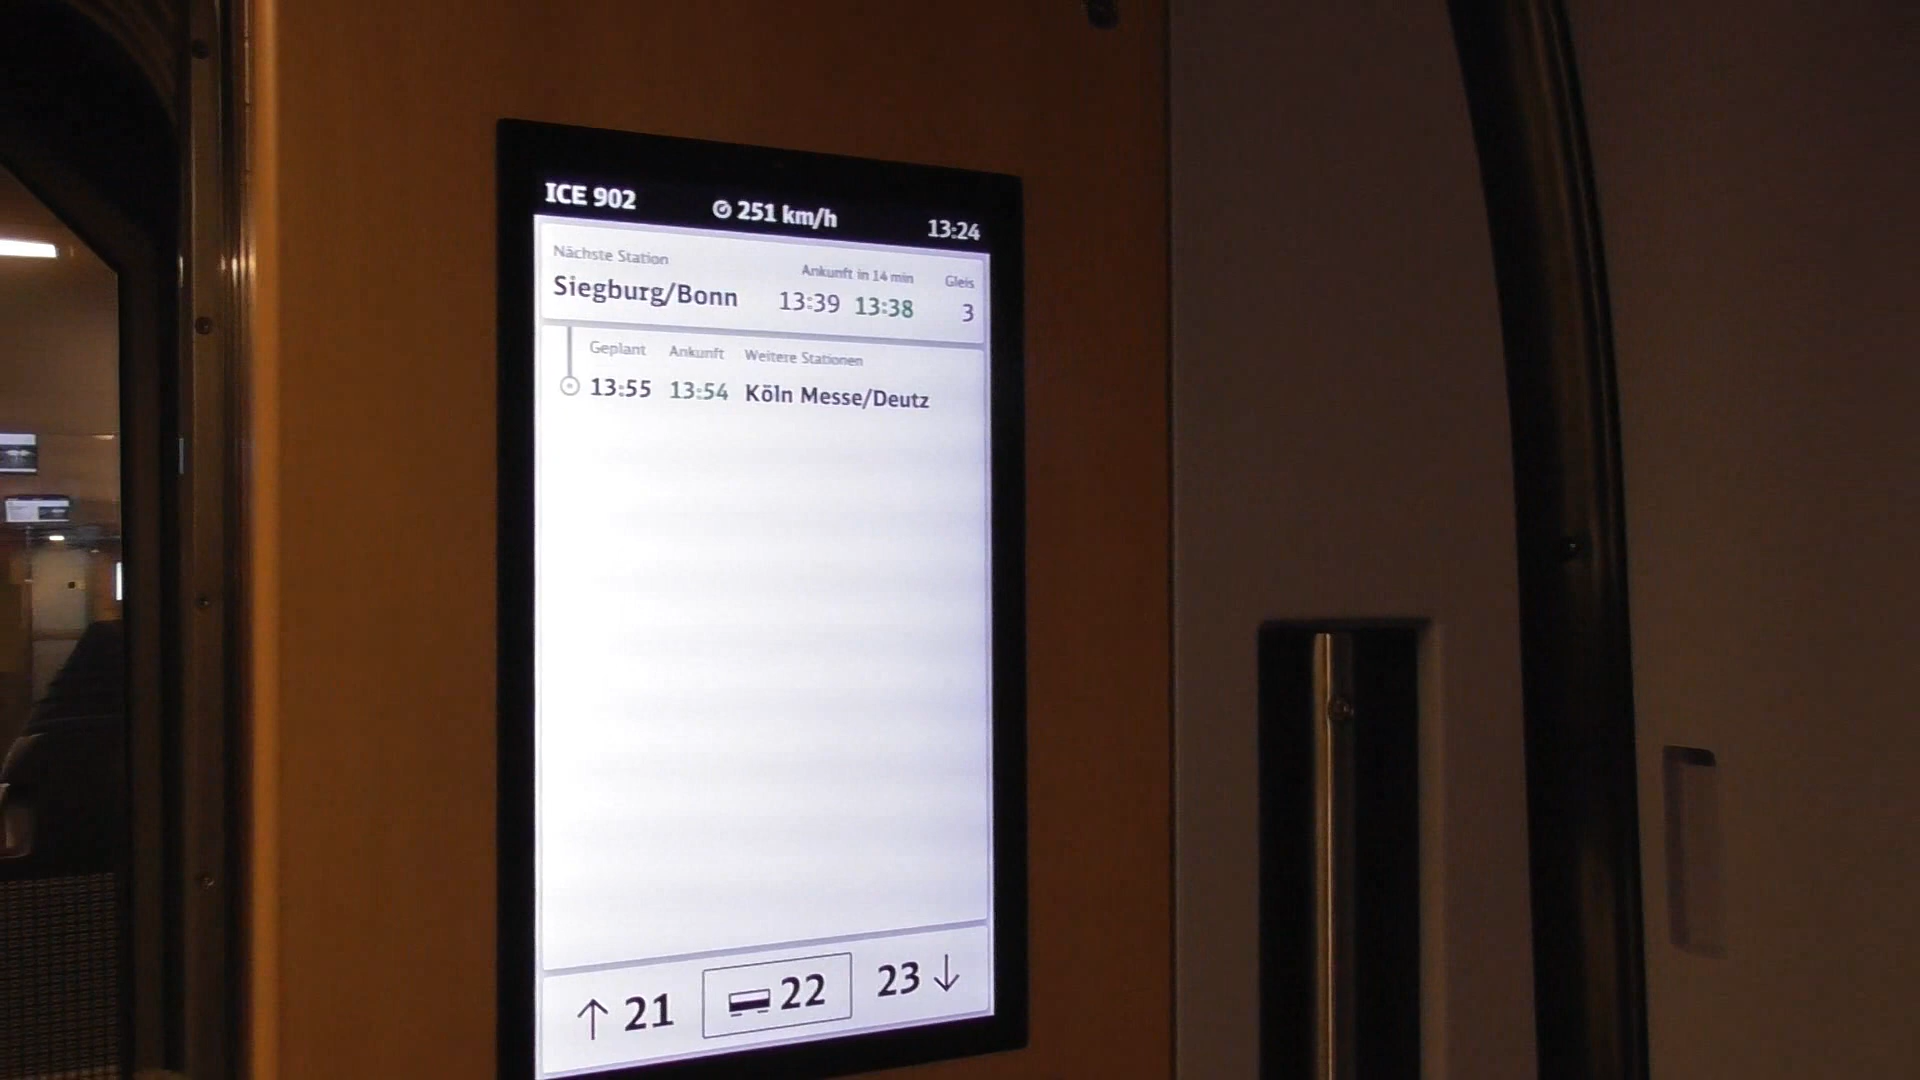 ICE 902 251 km/h 13:24
Nächste Station Ankunft in 14 min Gleis
Siegburg/Bonn 13:39 13:38 3
Geplant Ankunft Weitere Stationen
13:55 13:54 Köln Messe/Deutz
↑ 21 22 23 ↓